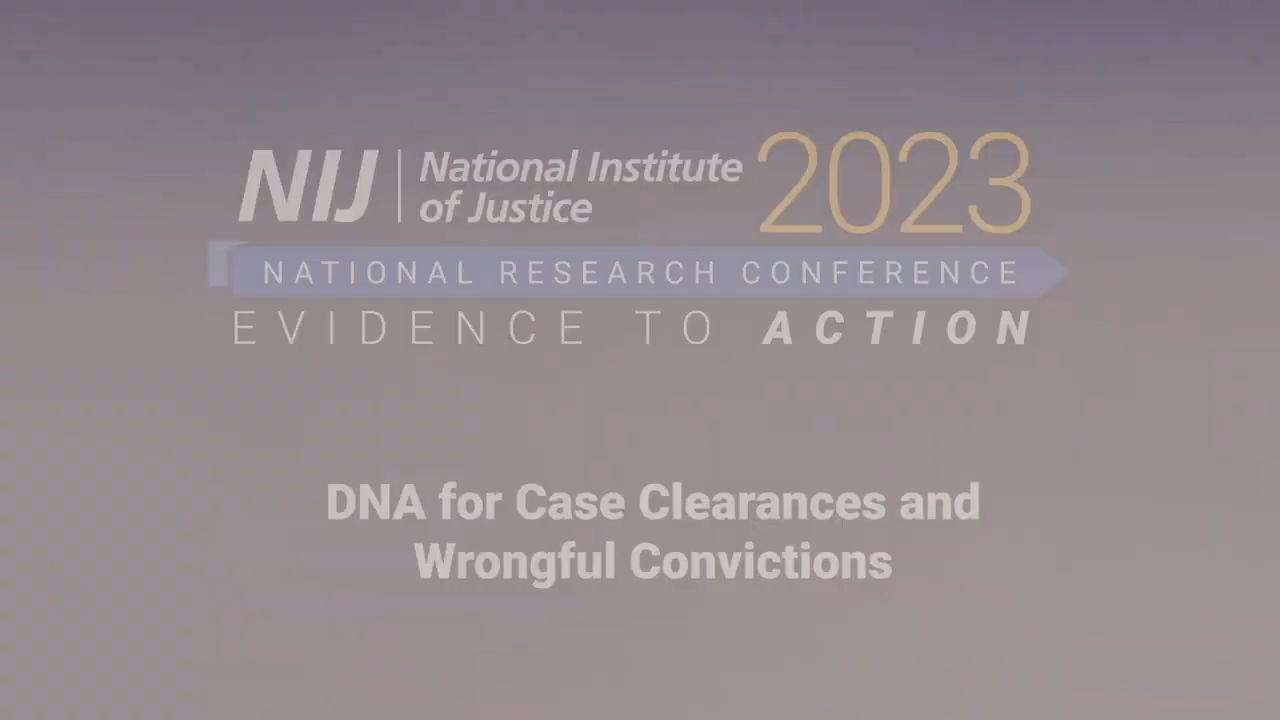 NIJ National Institute of Justice 2023
NATIONAL RESEARCH CONFERENCE
EVIDENCE TO ACTION
DNA for Case Clearances and
Wrongful Convictions